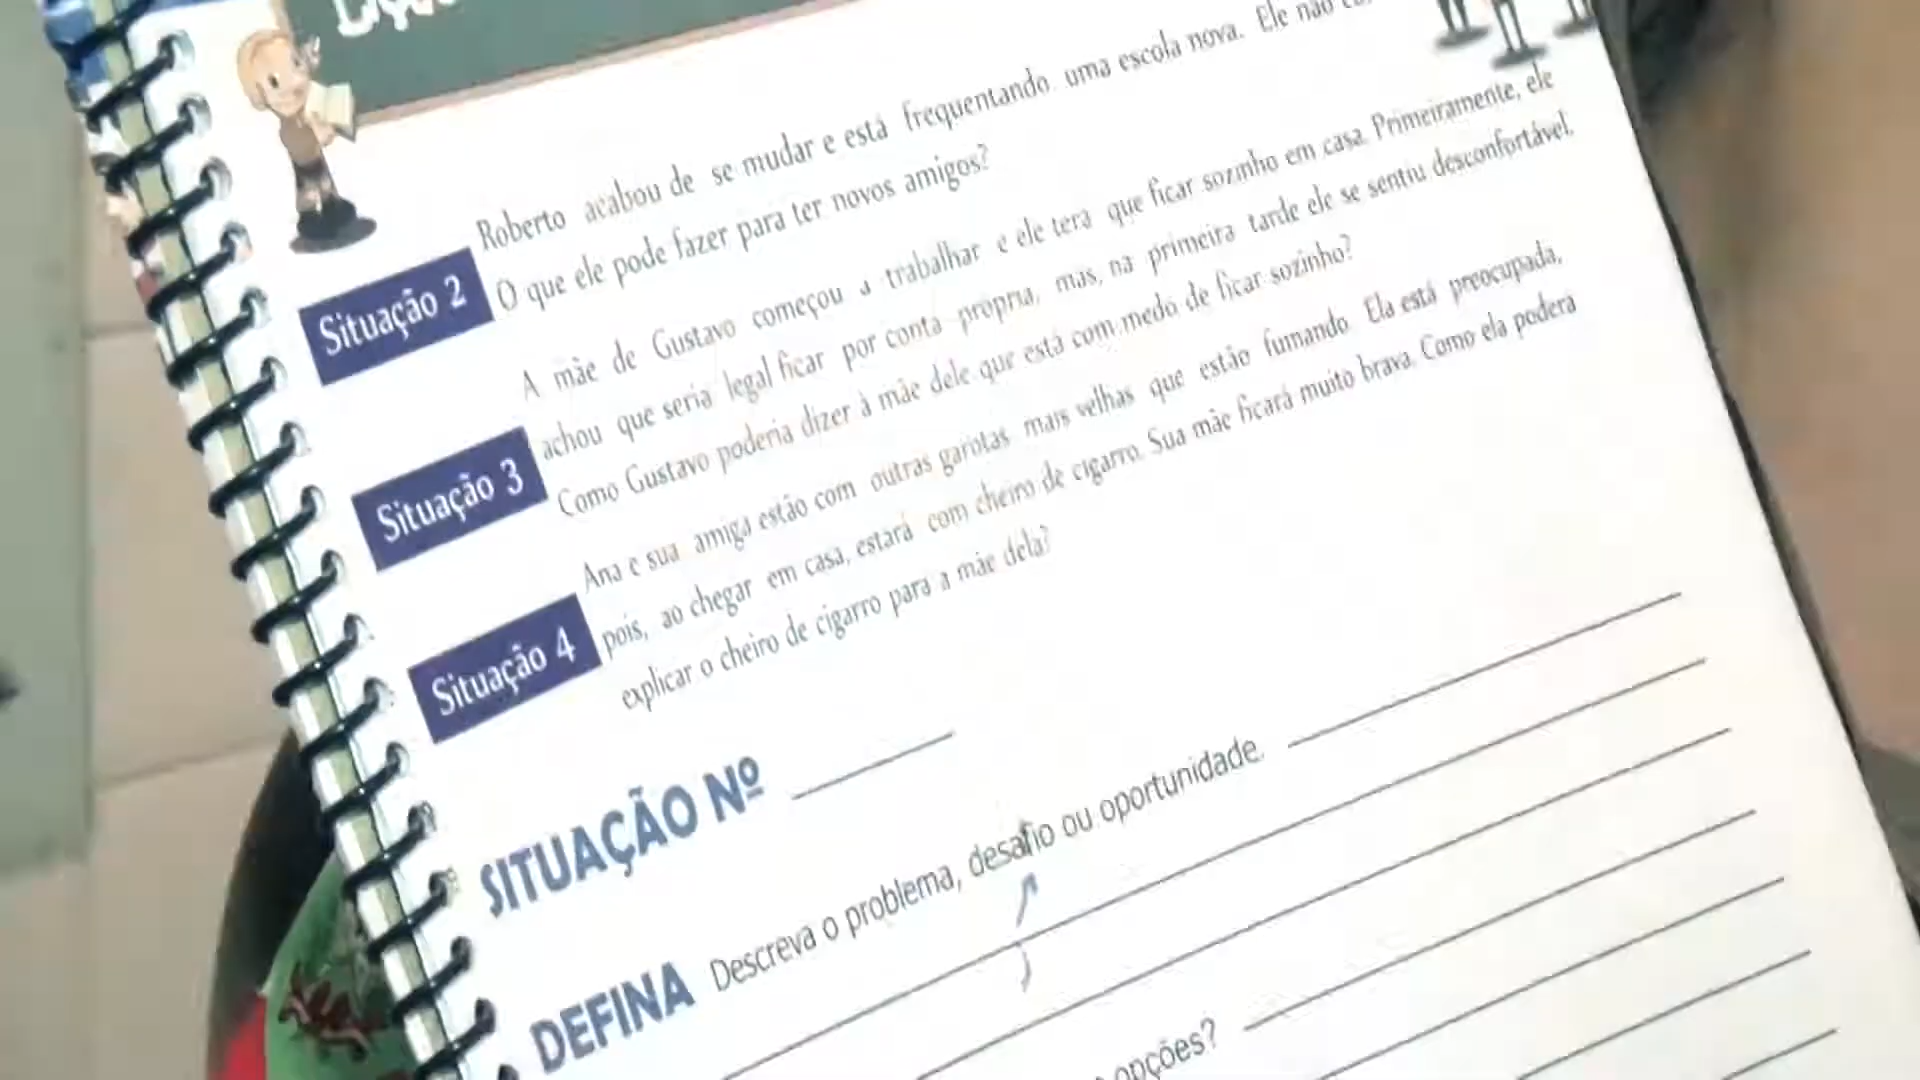 Situação 2
Roberto acabou de se mudar e está frequentando uma escola nova. Ele não
O que ele pode fazer para ter novos amigos?
Situação 3
A mãe de Gustavo começou a trabalhar e ele terá que ficar sozinho em casa. Primeiramente, ele
achou que seria legal ficar por conta própria, mas, na primeira tarde ele se sentiu desconfortável.
Como Gustavo poderia dizer à mãe dele que está com medo de ficar sozinho?
Situação 4
Ana e sua amiga estão com outras garotas mais velhas que estão fumando. Ela está preocupada,
pois, ao chegar em casa, estará com cheiro de cigarro. Sua mãe ficará muito brava. Como ela poderá
explicar o cheiro de cigarro para a mãe dela?
SITUAÇÃO Nº
DEFINA Descreva o problema, desafio ou oportunidade.
opções?